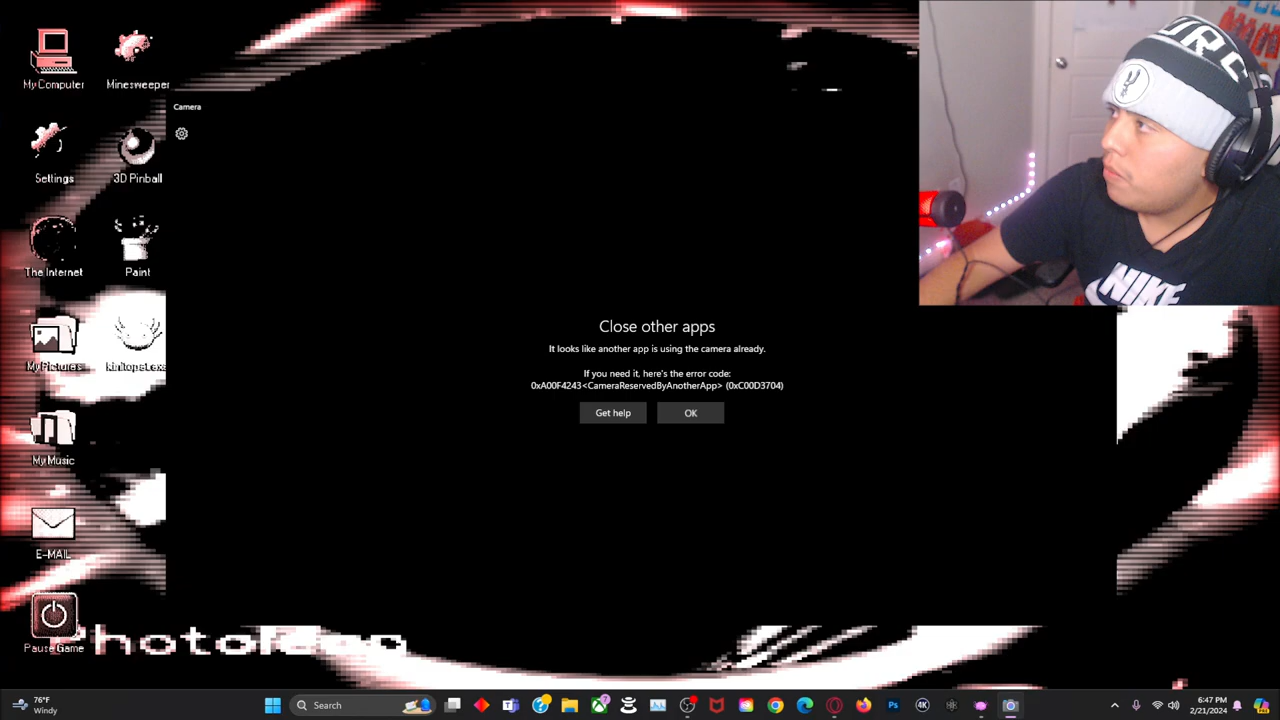 My Computer
Minesweeper
Camera
Settings
3D Pinball
The Internet
Paint
Close other apps
It looks like another app is using the camera already.
If you need it, here's the error code:
0xA00F4243<CameraReservedByAnotherApp> (0xC00D3704)
Get help
OK
My Pictures
My Music
E-MAIL
Pause Game
NIKE
76°F
Windy
Search
6:47 PM
2/21/2024